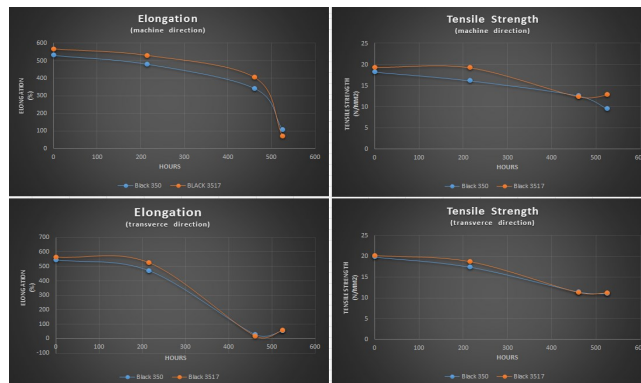 Elongation
(machine direction)
ELONGATION
(%)
600
500
400
300
200
100
0
0 100 200 300 400 500 600
HOURS
Black 350 BLACK 3517
Tensile Strength
(machine direction)
TENSILE STRENGTH
(N/MM2)
25
20
15
10
5
0
0 100 200 300 400 500 600
HOURS
Black 350 Black 3517
Elongation
(transverce direction)
ELONGATION
(%)
700
600
500
400
300
200
100
0
-100
0 100 200 300 400 500 600
HOURS
Black 350 Black 3517
Tensile Strength
(transverce direction)
TENSILE STRENGTH
(N/MM2)
25
20
15
10
5
0
0 100 200 300 400 500 600
HOURS
Black 350 Black 3517